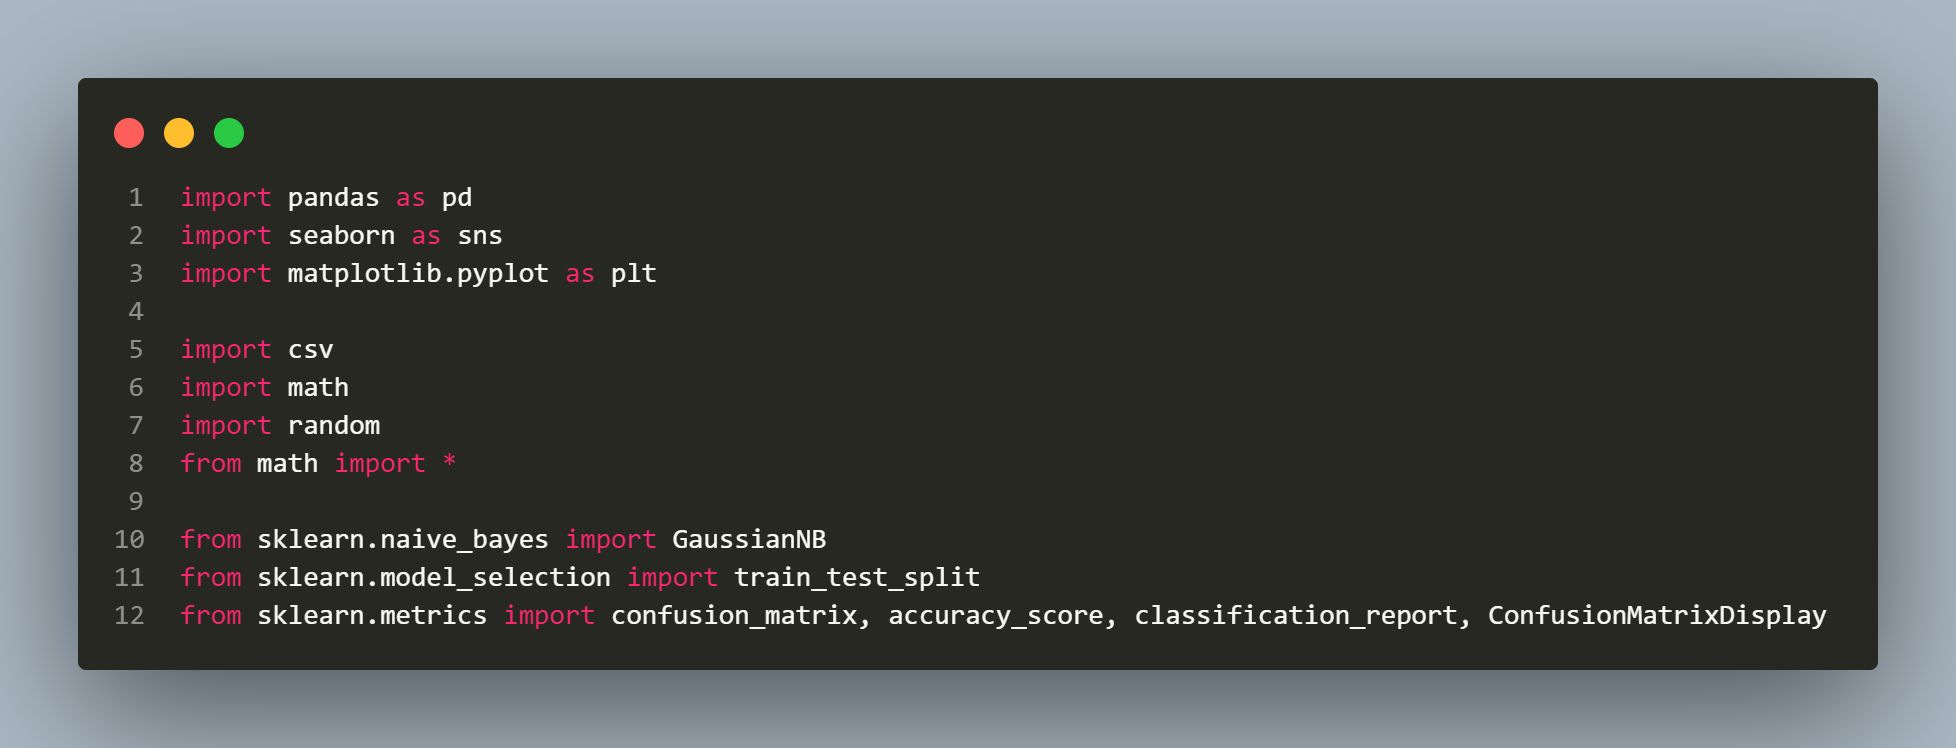 1 import pandas as pd
2 import seaborn as sns
3 import matplotlib.pyplot as plt
4
5 import csv
6 import math
7 import random
8 from math import *
9
10 from sklearn.naive_bayes import GaussianNB
11 from sklearn.model_selection import train_test_split
12 from sklearn.metrics import confusion_matrix, accuracy_score, classification_report, ConfusionMatrixDisplay